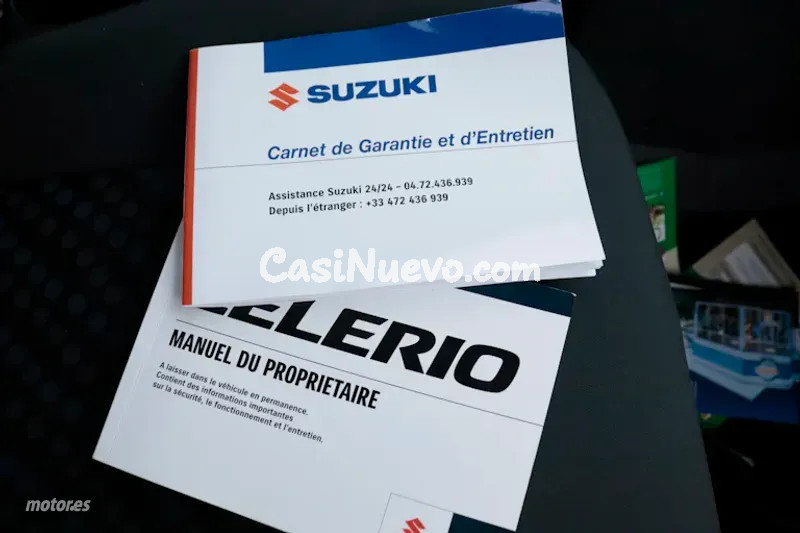 SUZUKI
Carnet de Garantie et d'Entretien
Assistance Suzuki 24/24 - 04.72.436.939
Depuis l'étranger : +33 472 436 939
CasiNuevo.com
ELERIO
MANUEL DU PROPRIETAIRE
A laisser dans le véhicule en permanence.
Contient des informations importantes
sur la sécurité, le fonctionnement et l'entretien.
motor.es